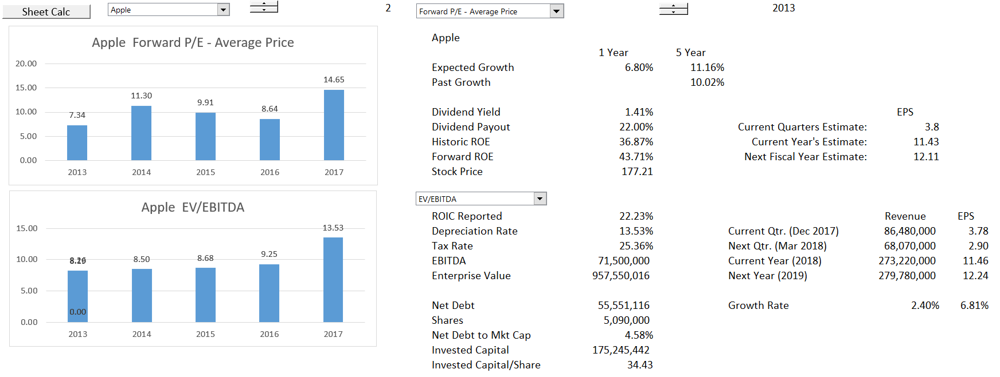 Sheet Calc
Apple
2
Forward P/E - Average Price
2013
Apple Forward P/E - Average Price
20.00
15.00
10.00
5.00
0.00
7.34
11.30
9.91
8.64
14.65
2013 2014 2015 2016 2017
Apple EV/EBITDA
15.00
10.00
5.00
0.00
8.50
8.68
9.25
13.53
0.00
2013 2014 2015 2016 2017
Apple
1 Year 5 Year
Expected Growth 6.80% 11.16%
Past Growth 10.02%
Dividend Yield 1.41%
Dividend Payout 22.00%
Historic ROE 36.87%
Forward ROE 43.71%
Stock Price 177.21
EPS
Current Quarters Estimate: 3.8
Current Year's Estimate: 11.43
Next Fiscal Year Estimate: 12.11
EV/EBITDA
ROIC Reported 22.23%
Depreciation Rate 13.53%
Tax Rate 25.36%
EBITDA 71,500,000
Enterprise Value 957,550,016
Net Debt 55,551,116
Shares 5,090,000
Net Debt to Mkt Cap 4.58%
Invested Capital 175,245,442
Invested Capital/Share 34.43
Revenue EPS
Current Qtr. (Dec 2017) 86,480,000 3.78
Next Qtr. (Mar 2018) 68,070,000 2.90
Current Year (2018) 273,220,000 11.46
Next Year (2019) 279,780,000 12.24
Growth Rate 2.40% 6.81%